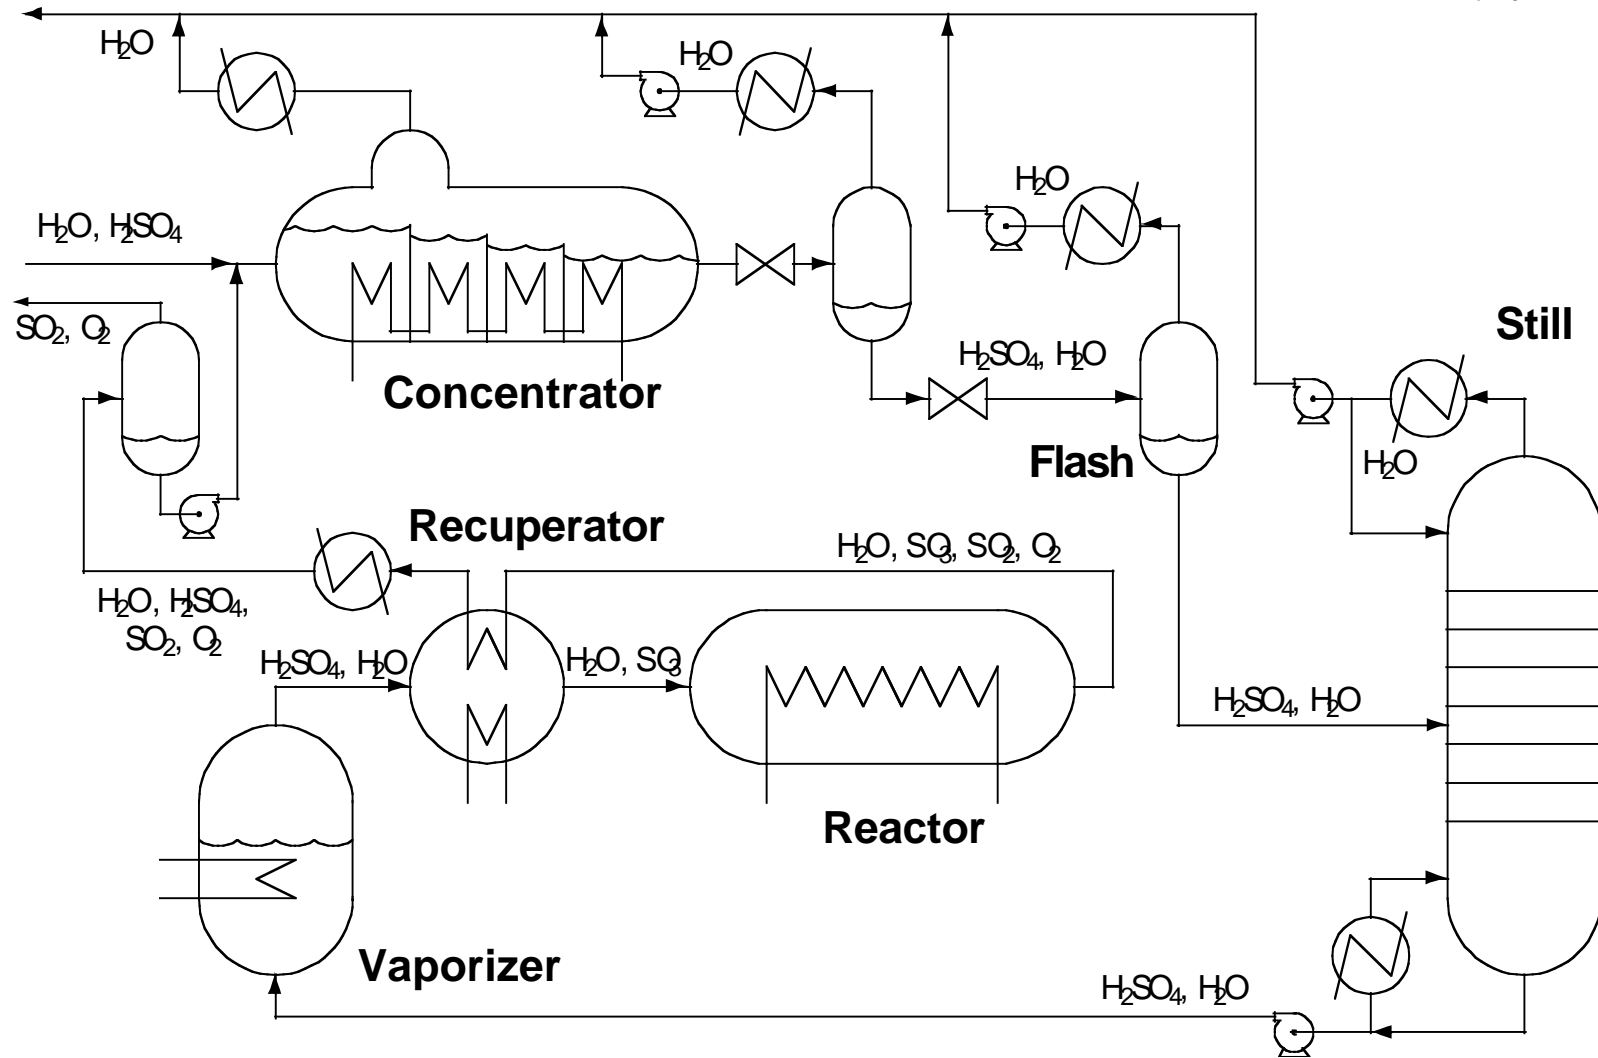 H2O
H2O
H2O
H2O, H2SO4
SO2, O2
Still
H2SO4, H2O
Concentrator
Flash
H2O
Recuperator
H2O, SO3, SO2, O2
H2O, H2SO4,
SO2, O2
H2SO4, H2O
H2O, SO3
H2SO4, H2O
Reactor
Vaporizer
H2SO4, H2O